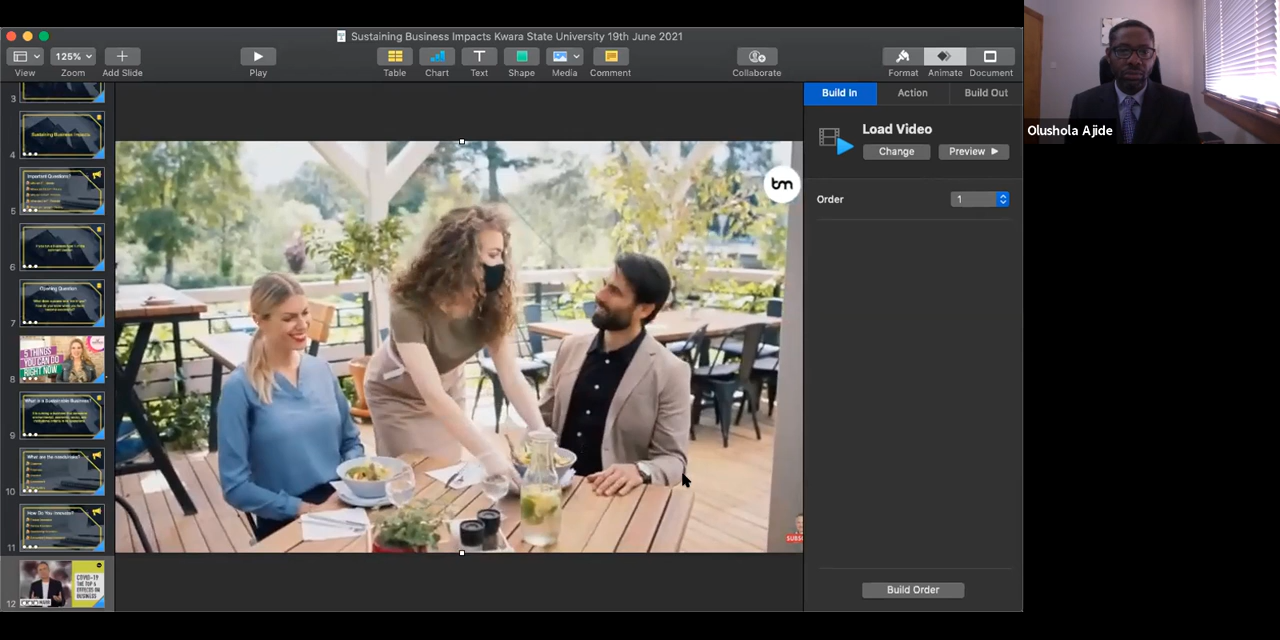 Sustaining Business Impacts Kwara State University 19th June 2021
View
125%
Zoom
Add Slide
Play
Table
Chart
Text
Shape
Media
Comment
Collaborate
Format
Animate
Document
Build In
Action
Build Out
Load Video
Change
Preview
Order
1
Build Order
Olushola Ajide
bm
3
4
Sustaining Business Impacts
5
Important Questions!
6
7
Opening Question
8
5 THINGS
YOU CAN DO
RIGHT NOW
9
What is a Sustainable Business?
10
11
How Do You Innovate?
12
COVID-19
THE TOP 6
EFFECTS ON
BUSINESS